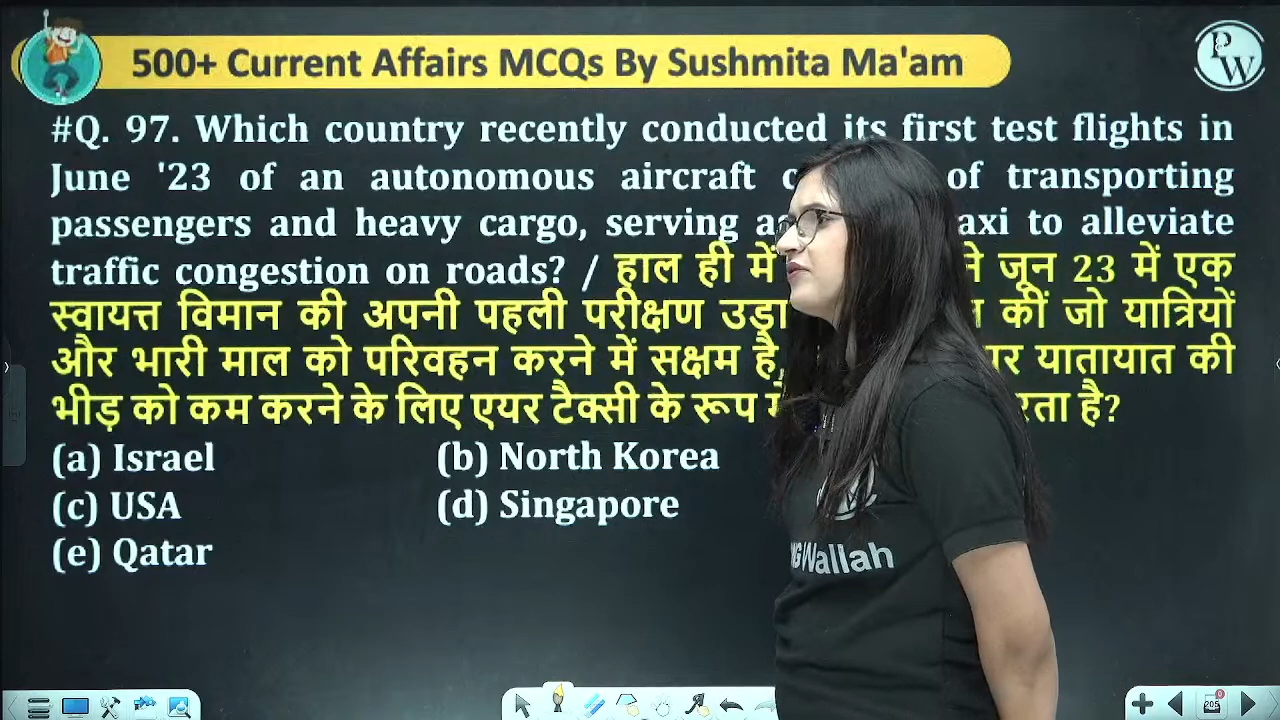 500+ Current Affairs MCQs By Sushmita Ma'am
PW
#Q. 97. Which country recently conducted its first test flights in
June '23 of an autonomous aircraft of transporting
passengers and heavy cargo, serving to alleviate
traffic congestion on roads? / हाल ही में ने जून 23 में एक
स्वायत्त विमान की अपनी पहली परीक्षण कीं जो यात्रियों
और भारी माल को परिवहन करने में सक्षम है, यातायात की
भीड़ को कम करने के लिए एयर टैक्सी के रूप में है?
(a) Israel (b) North Korea
(c) USA (d) Singapore
(e) Qatar
Wallah
205